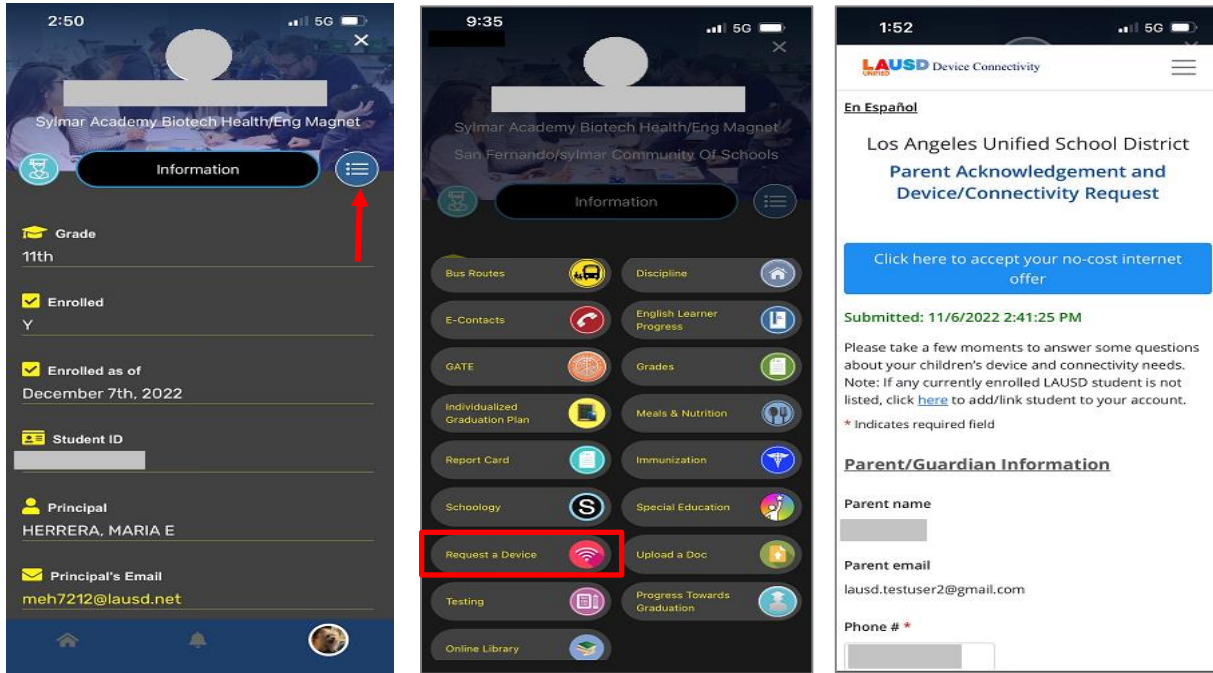 2:50
5G
Sylmar Academy Biotech Health/Eng Magnet
Information
Grade
11th
Enrolled
Y
Enrolled as of
December 7th, 2022
Student ID
Principal
HERRERA, MARIA E
Principal's Email
meh7212@lausd.net
9:35
5G
Sylmar Academy Biotech Health/Eng Magnet
San Fernando/sylmar Community Of Schools
Information
Bus Routes
Discipline
E-Contacts
English Learner
Progress
GATE
Grades
Individualized
Graduation Plan
Meals & Nutrition
Report Card
Immunization
Schoology
S
Special Education
Request a Device
Upload a Doc
Testing
Progress Towards
Graduation
Online Library
1:52
5G
LAUSD Device Connectivity
UNIFIED
En Español
Los Angeles Unified School District
Parent Acknowledgement and
Device/Connectivity Request
Click here to accept your no-cost internet
offer
Submitted: 11/6/2022 2:41:25 PM
Please take a few moments to answer some questions
about your children's device and connectivity needs.
Note: If any currently enrolled LAUSD student is not
listed, click here to add/link student to your account.
* Indicates required field
Parent/Guardian Information
Parent name
Parent email
lausd.testuser2@gmail.com
Phone # *